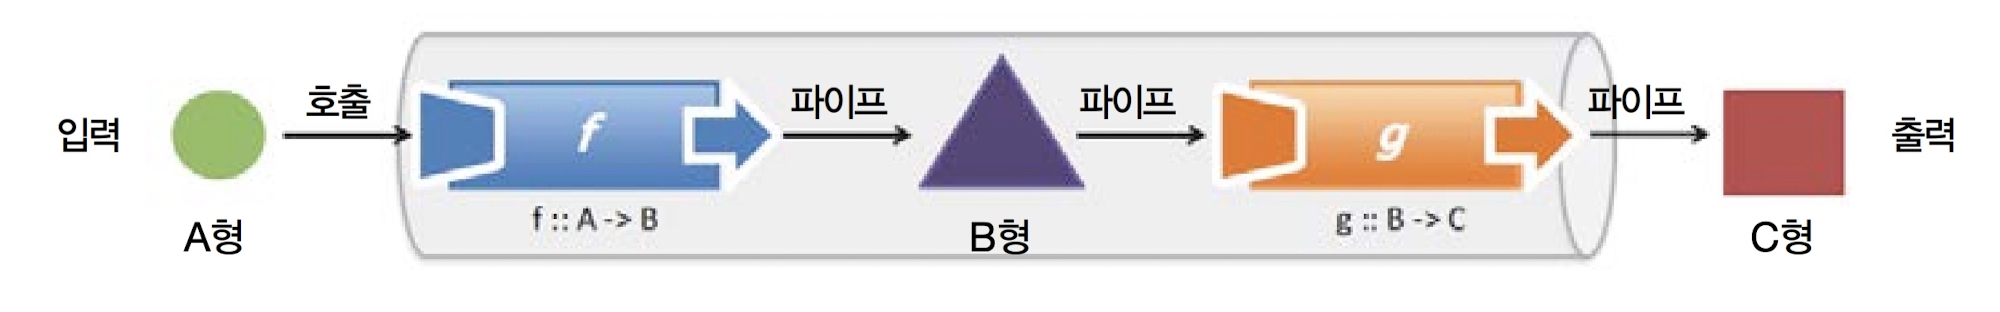 입력
호출
f
파이프
파이프
g
파이프
출력
A형
f :: A -> B
B형
g :: B -> C
C형